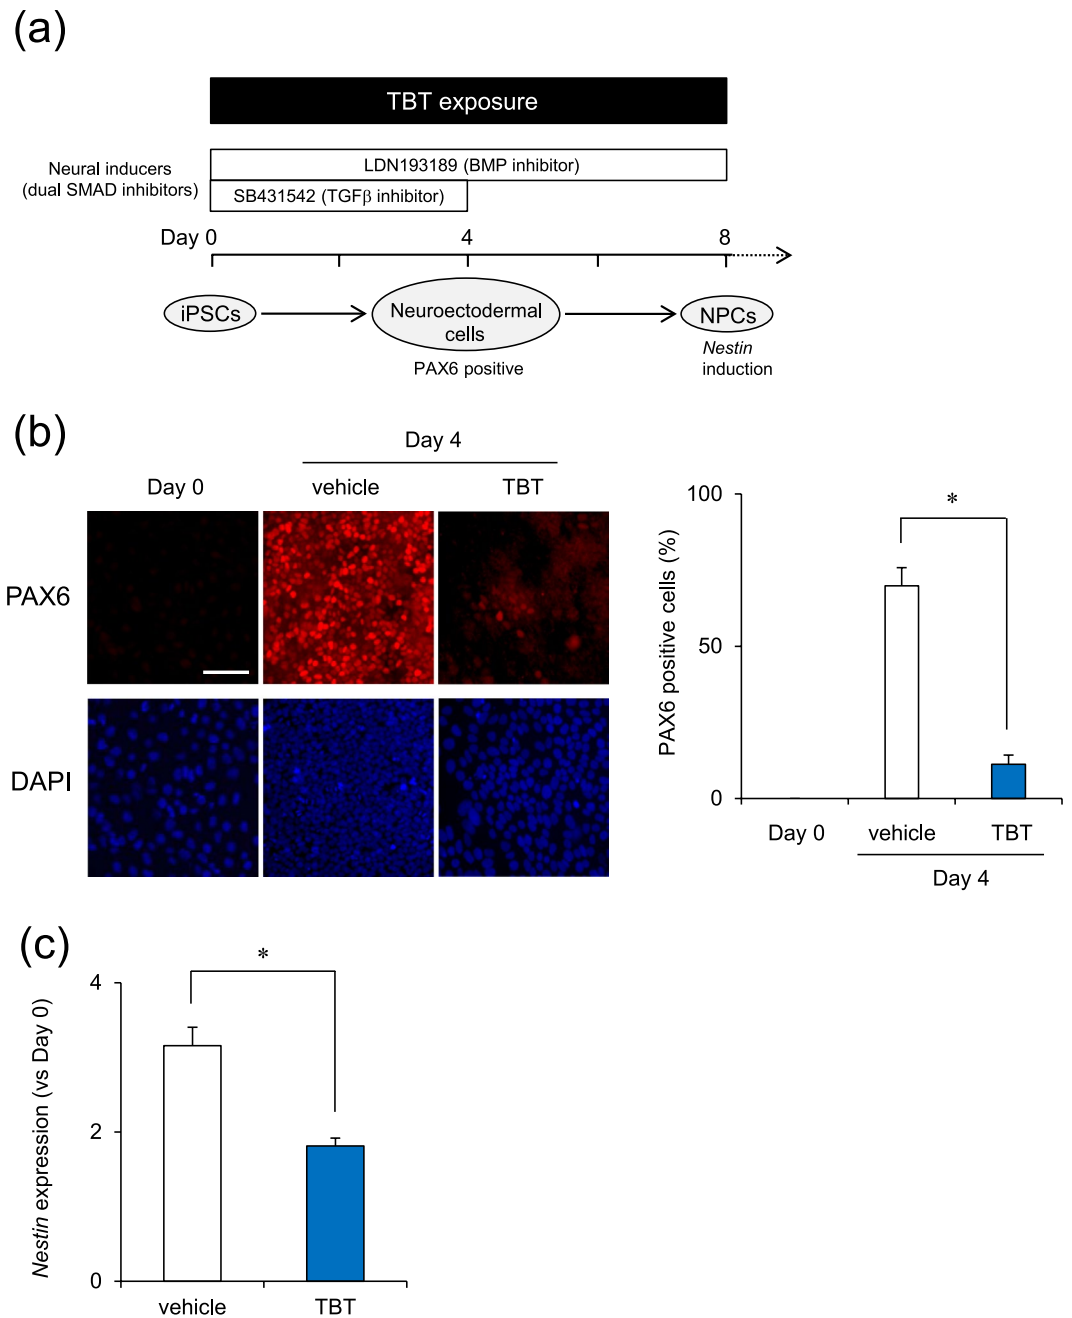 (a)
TBT exposure
Neural inducers
(dual SMAD inhibitors)
LDN193189 (BMP inhibitor)
SB431542 (TGFβ inhibitor)
Day 0 4 8
iPSCs
Neuroectodermal
cells
NPCs
PAX6 positive
Nestin
induction
(b)
Day 4
Day 0 vehicle TBT
PAX6
DAPI
PAX6 positive cells (%)
100
50
0
*
Day 0 vehicle TBT
Day 4
(c)
Nestin expression (vs Day 0)
4
2
0
*
vehicle TBT